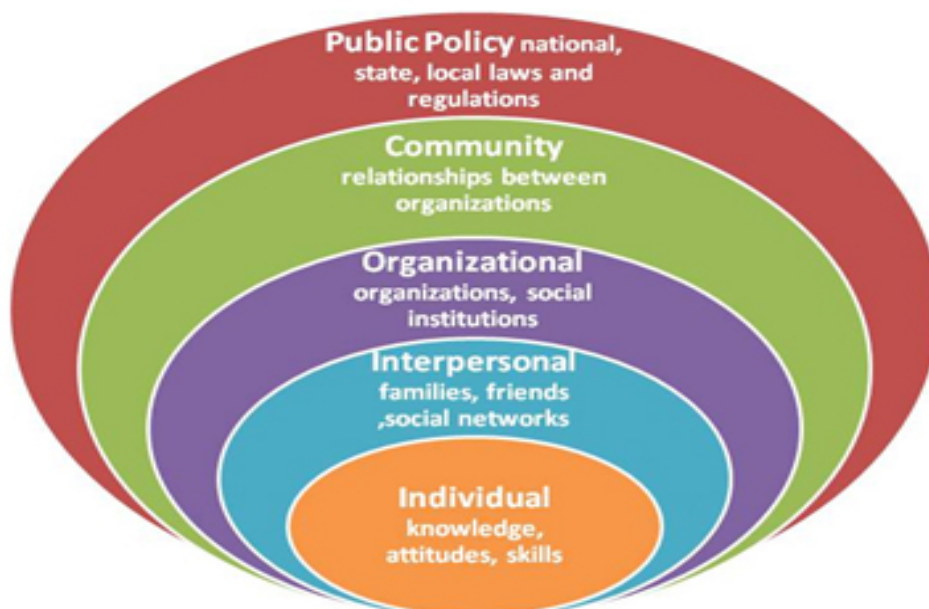 Public Policy national,
state, local laws and
regulations
Community
relationships between
organizations
Organizational
organizations, social
institutions
Interpersonal
families, friends
,social networks
Individual
knowledge,
attitudes, skills